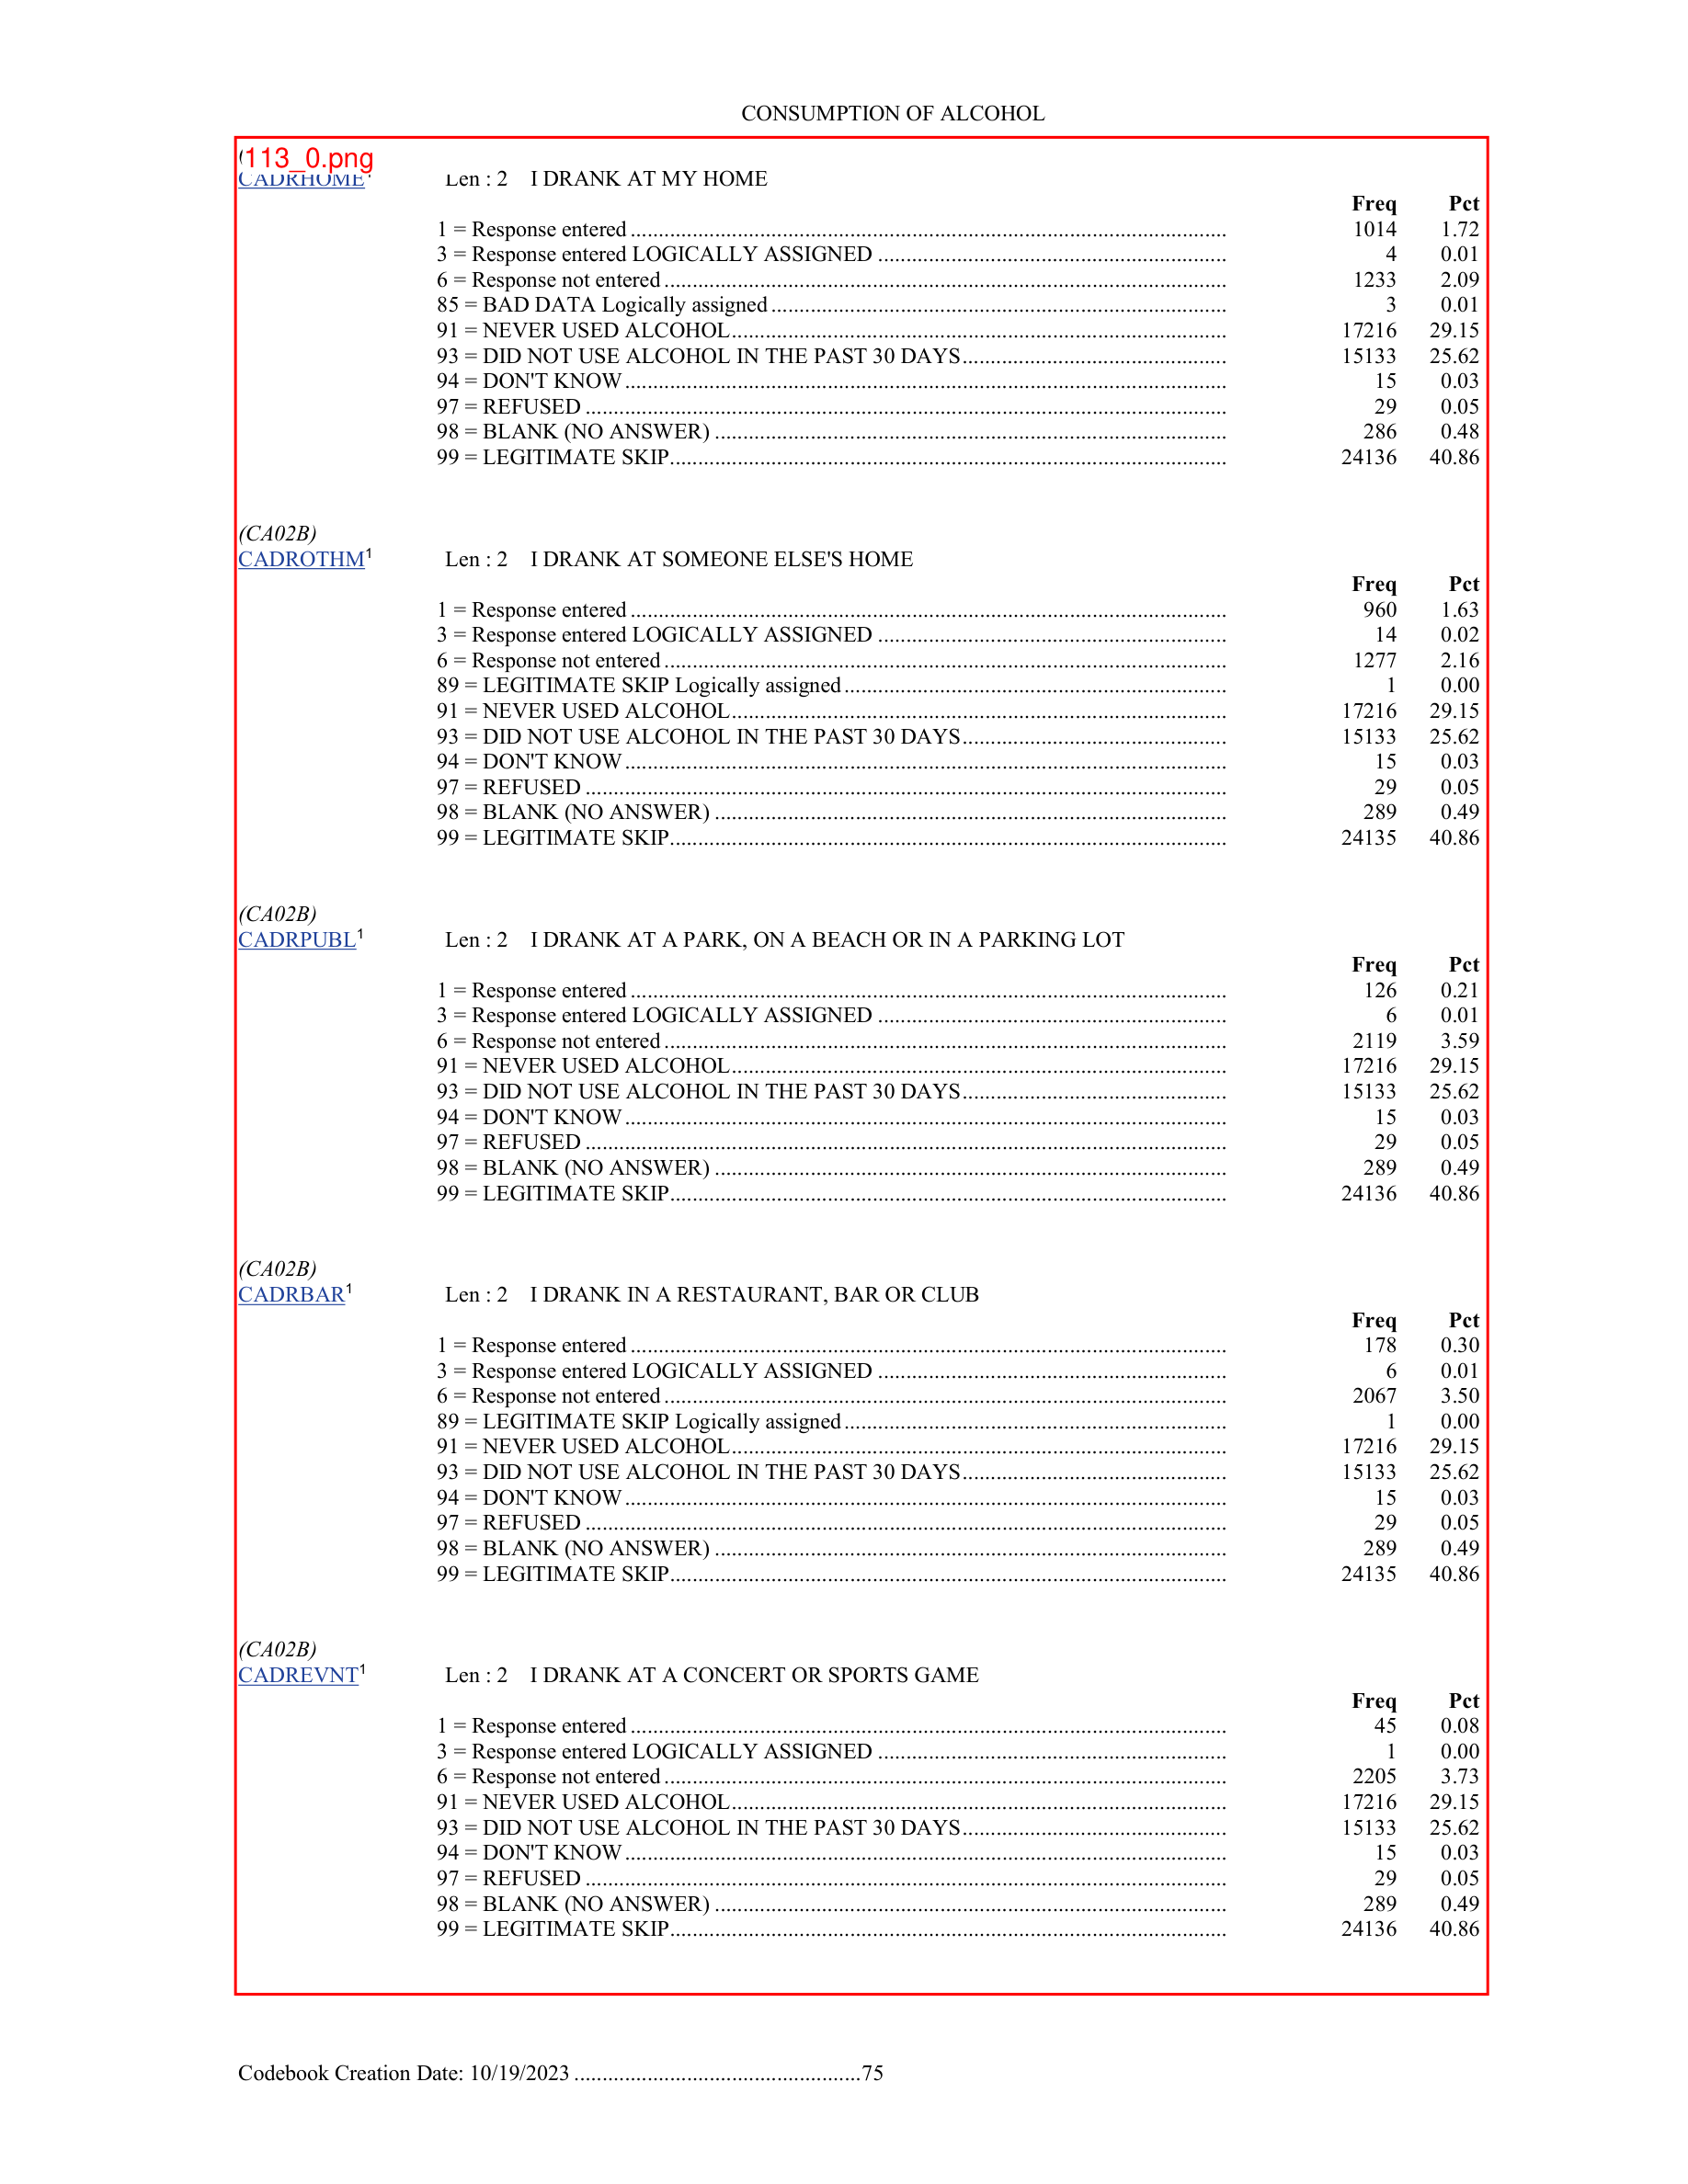 CONSUMPTION OF ALCOHOL
113_0.png
CADRHOME1 Len : 2 I DRANK AT MY HOME
Freq Pct
1 = Response entered 1014 1.72
3 = Response entered LOGICALLY ASSIGNED 4 0.01
6 = Response not entered 1233 2.09
85 = BAD DATA Logically assigned 3 0.01
91 = NEVER USED ALCOHOL 17216 29.15
93 = DID NOT USE ALCOHOL IN THE PAST 30 DAYS 15133 25.62
94 = DON'T KNOW 15 0.03
97 = REFUSED 29 0.05
98 = BLANK (NO ANSWER) 286 0.48
99 = LEGITIMATE SKIP 24136 40.86
(CA02B)
CADROTHM1 Len : 2 I DRANK AT SOMEONE ELSE'S HOME
Freq Pct
1 = Response entered 960 1.63
3 = Response entered LOGICALLY ASSIGNED 14 0.02
6 = Response not entered 1277 2.16
89 = LEGITIMATE SKIP Logically assigned 1 0.00
91 = NEVER USED ALCOHOL 17216 29.15
93 = DID NOT USE ALCOHOL IN THE PAST 30 DAYS 15133 25.62
94 = DON'T KNOW 15 0.03
97 = REFUSED 29 0.05
98 = BLANK (NO ANSWER) 289 0.49
99 = LEGITIMATE SKIP 24135 40.86
(CA02B)
CADRPUBL1 Len : 2 I DRANK AT A PARK, ON A BEACH OR IN A PARKING LOT
Freq Pct
1 = Response entered 126 0.21
3 = Response entered LOGICALLY ASSIGNED 6 0.01
6 = Response not entered 2119 3.59
91 = NEVER USED ALCOHOL 17216 29.15
93 = DID NOT USE ALCOHOL IN THE PAST 30 DAYS 15133 25.62
94 = DON'T KNOW 15 0.03
97 = REFUSED 29 0.05
98 = BLANK (NO ANSWER) 289 0.49
99 = LEGITIMATE SKIP 24136 40.86
(CA02B)
CADRBAR1 Len : 2 I DRANK IN A RESTAURANT, BAR OR CLUB
Freq Pct
1 = Response entered 178 0.30
3 = Response entered LOGICALLY ASSIGNED 6 0.01
6 = Response not entered 2067 3.50
89 = LEGITIMATE SKIP Logically assigned 1 0.00
91 = NEVER USED ALCOHOL 17216 29.15
93 = DID NOT USE ALCOHOL IN THE PAST 30 DAYS 15133 25.62
94 = DON'T KNOW 15 0.03
97 = REFUSED 29 0.05
98 = BLANK (NO ANSWER) 289 0.49
99 = LEGITIMATE SKIP 24135 40.86
(CA02B)
CADREVNT1 Len : 2 I DRANK AT A CONCERT OR SPORTS GAME
Freq Pct
1 = Response entered 45 0.08
3 = Response entered LOGICALLY ASSIGNED 1 0.00
6 = Response not entered 2205 3.73
91 = NEVER USED ALCOHOL 17216 29.15
93 = DID NOT USE ALCOHOL IN THE PAST 30 DAYS 15133 25.62
94 = DON'T KNOW 15 0.03
97 = REFUSED 29 0.05
98 = BLANK (NO ANSWER) 289 0.49
99 = LEGITIMATE SKIP 24136 40.86
Codebook Creation Date: 10/19/2023 75